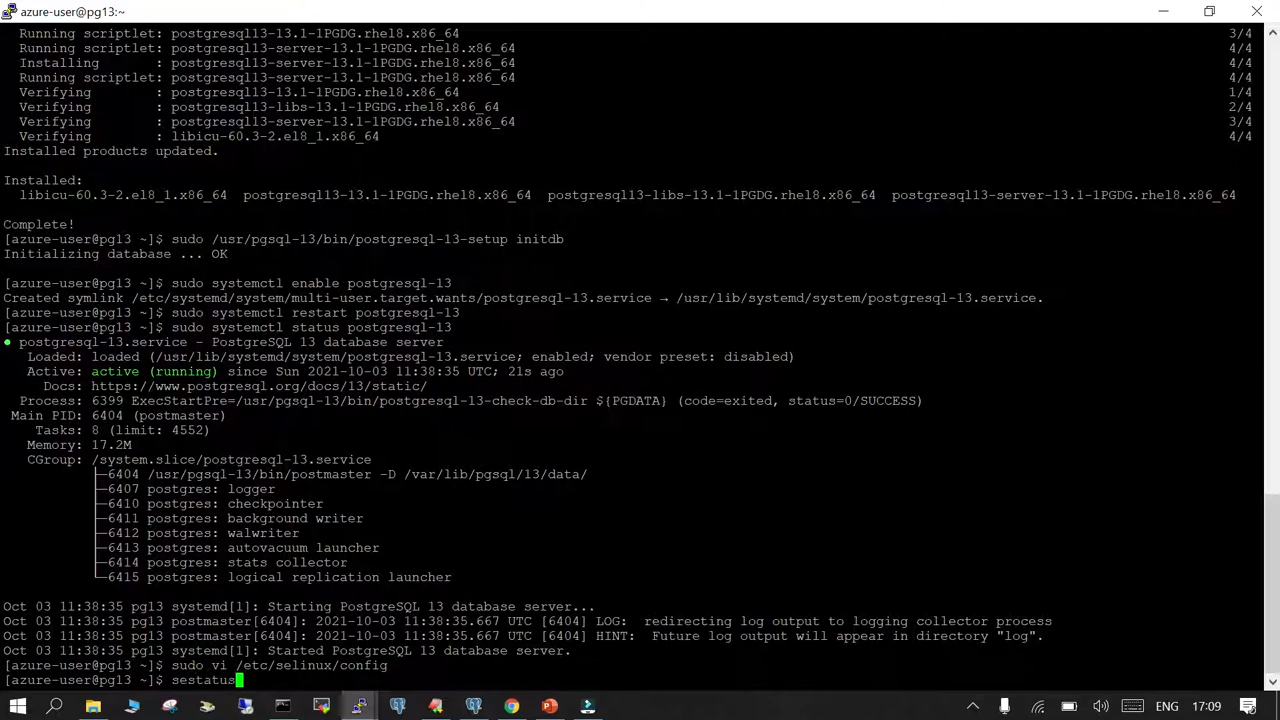 azure-user@pg13:~
Running scriptlet: postgresql13-13.1-1PGDG.rhel8.x86_64 3/4
Running scriptlet: postgresql13-server-13.1-1PGDG.rhel8.x86_64 4/4
Installing : postgresql13-server-13.1-1PGDG.rhel8.x86_64 4/4
Running scriptlet: postgresql13-server-13.1-1PGDG.rhel8.x86_64 4/4
Verifying : postgresql13-13.1-1PGDG.rhel8.x86_64 1/4
Verifying : postgresql13-libs-13.1-1PGDG.rhel8.x86_64 2/4
Verifying : postgresql13-server-13.1-1PGDG.rhel8.x86_64 3/4
Verifying : libicu-60.3-2.el8_1.x86_64 4/4
Installed products updated.
Installed:
libicu-60.3-2.el8_1.x86_64 postgresql13-13.1-1PGDG.rhel8.x86_64 postgresql13-libs-13.1-1PGDG.rhel8.x86_64 postgresql13-server-13.1-1PGDG.rhel8.x86_64
Complete!
[azure-user@pg13 ~]$ sudo /usr/pgsql-13/bin/postgresql-13-setup initdb
Initializing database ... OK
[azure-user@pg13 ~]$ sudo systemctl enable postgresql-13
Created symlink /etc/systemd/system/multi-user.target.wants/postgresql-13.service → /usr/lib/systemd/system/postgresql-13.service.
[azure-user@pg13 ~]$ sudo systemctl restart postgresql-13
[azure-user@pg13 ~]$ sudo systemctl status postgresql-13
● postgresql-13.service - PostgreSQL 13 database server
Loaded: loaded (/usr/lib/systemd/system/postgresql-13.service; enabled; vendor preset: disabled)
Active: active (running) since Sun 2021-10-03 11:38:35 UTC; 21s ago
Docs: https://www.postgresql.org/docs/13/static/
Process: 6399 ExecStartPre=/usr/pgsql-13/bin/postgresql-13-check-db-dir ${PGDATA} (code=exited, status=0/SUCCESS)
Main PID: 6404 (postmaster)
Tasks: 8 (limit: 4552)
Memory: 17.2M
CGroup: /system.slice/postgresql-13.service
├─6404 /usr/pgsql-13/bin/postmaster -D /var/lib/pgsql/13/data/
├─6407 postgres: logger
├─6410 postgres: checkpointer
├─6411 postgres: background writer
├─6412 postgres: walwriter
├─6413 postgres: autovacuum launcher
├─6414 postgres: stats collector
└─6415 postgres: logical replication launcher
Oct 03 11:38:35 pg13 systemd[1]: Starting PostgreSQL 13 database server...
Oct 03 11:38:35 pg13 postmaster[6404]: 2021-10-03 11:38:35.667 UTC [6404] LOG: redirecting log output to logging collector process
Oct 03 11:38:35 pg13 postmaster[6404]: 2021-10-03 11:38:35.667 UTC [6404] HINT: Future log output will appear in directory "log".
Oct 03 11:38:35 pg13 systemd[1]: Started PostgreSQL 13 database server.
[azure-user@pg13 ~]$ sudo vi /etc/selinux/config
[azure-user@pg13 ~]$ sestatus
ENG 17:09